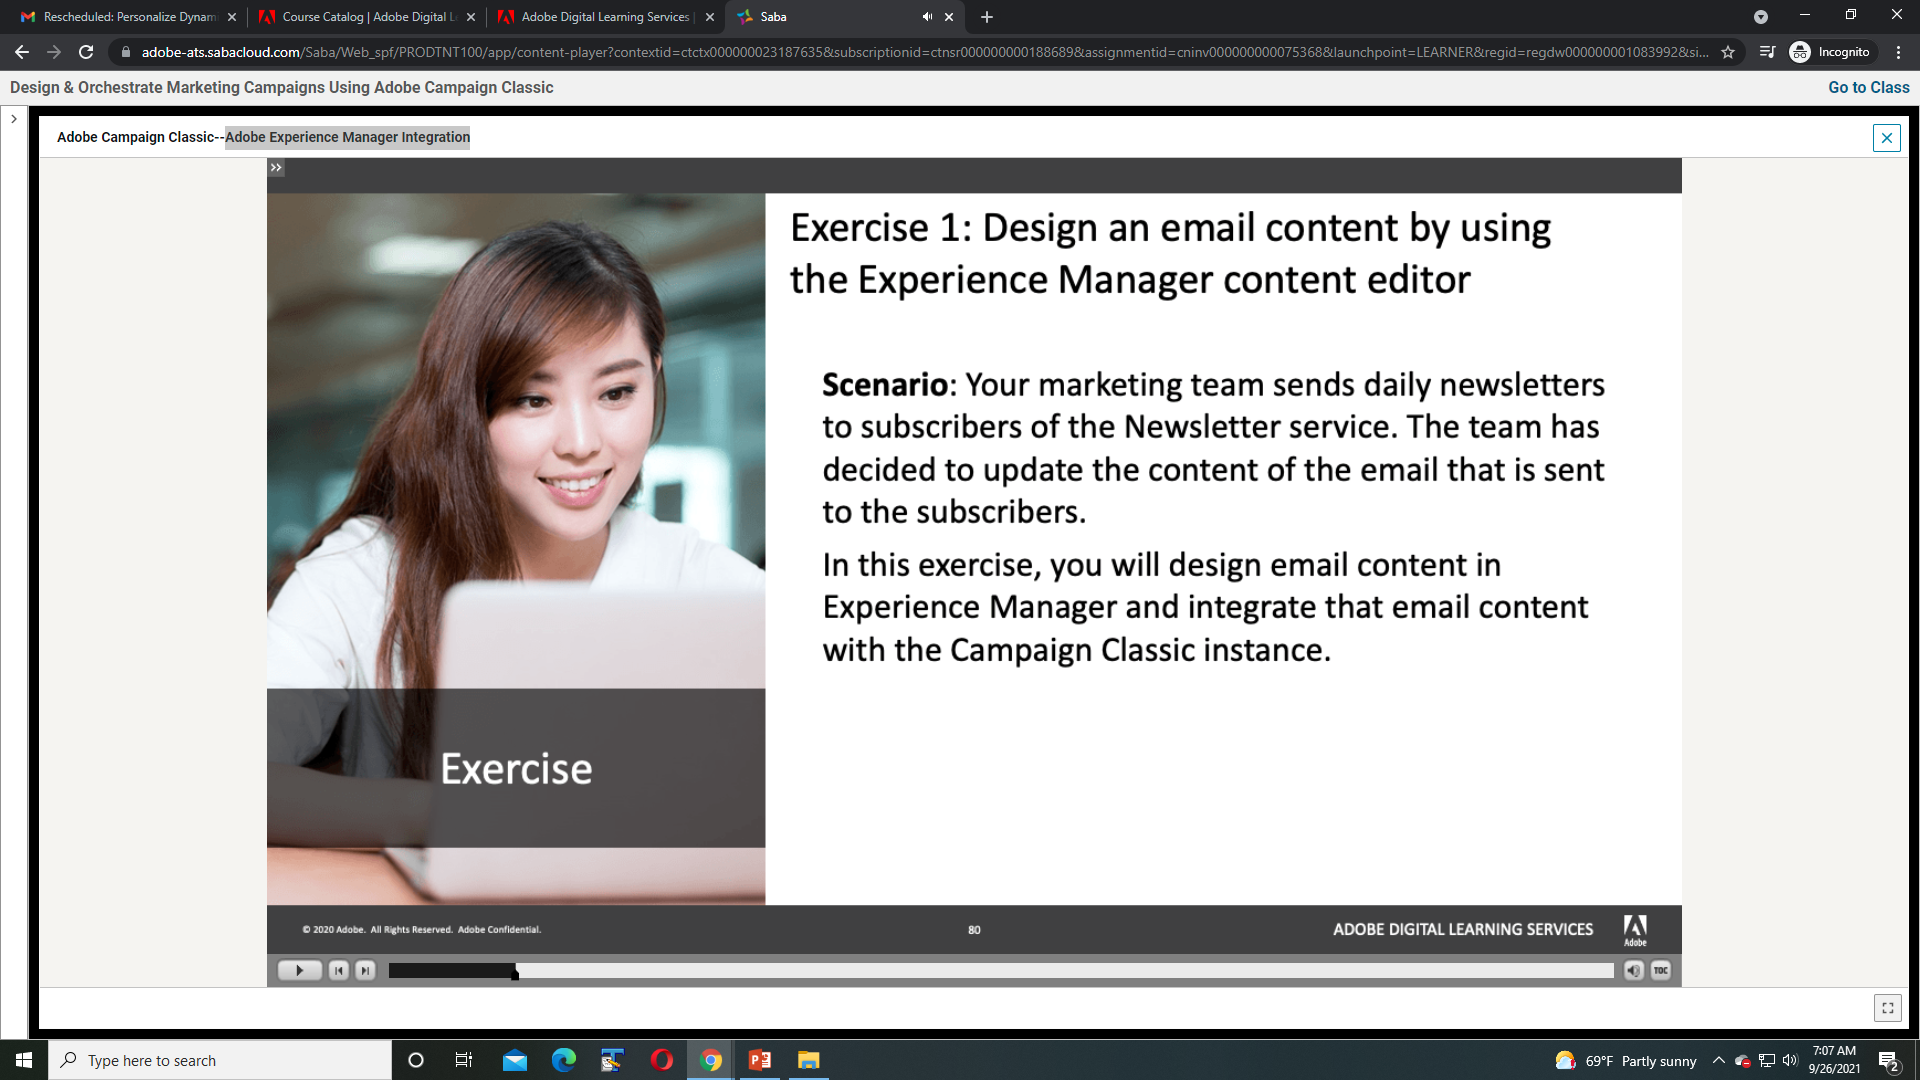 Rescheduled: Personalize Dynam
Course Catalog | Adobe Digital L
Adobe Digital Learning Services |
Saba
adobe-ats.sabacloud.com/Saba/Web_spf/PRODTNT100/app/content-player?contextid=ctctx000000023187635&subscriptionid=ctnsr0000000000188689&assignmentid=cninv000000000075368&launchpoint=LEARNER&regid=regdw000000001083992&si...
Incognito
Design & Orchestrate Marketing Campaigns Using Adobe Campaign Classic
Go to Class
Adobe Campaign Classic--Adobe Experience Manager Integration
Exercise 1: Design an email content by using
the Experience Manager content editor
Scenario: Your marketing team sends daily newsletters
to subscribers of the Newsletter service. The team has
decided to update the content of the email that is sent
to the subscribers.
In this exercise, you will design email content in
Experience Manager and integrate that email content
with the Campaign Classic instance.
Exercise
© 2020 Adobe. All Rights Reserved. Adobe Confidential.
80
ADOBE DIGITAL LEARNING SERVICES
Adobe
TOC
Type here to search
69°F Partly sunny
7:07 AM
9/26/2021
2